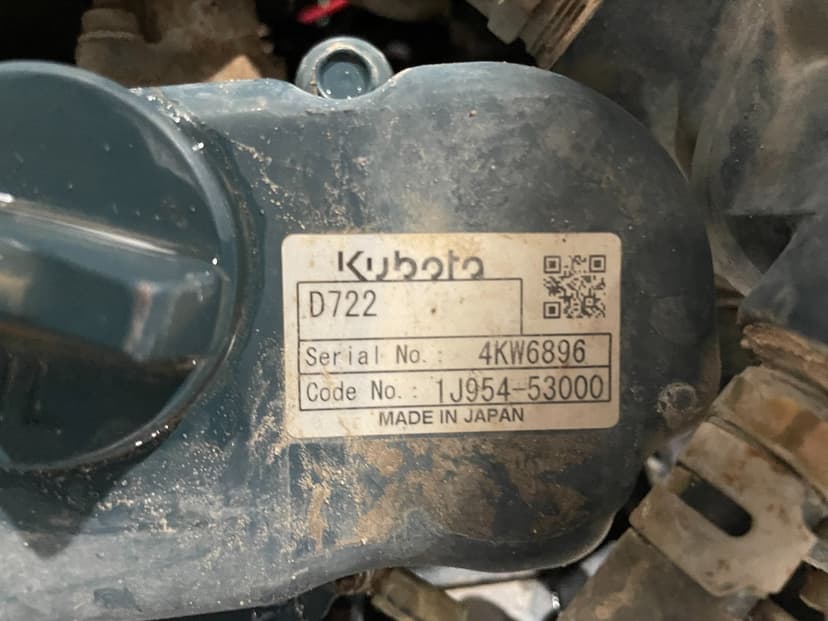 Kubota
D722
Serial No.: 4KW6896
Code No.: 1J954-53000
MADE IN JAPAN